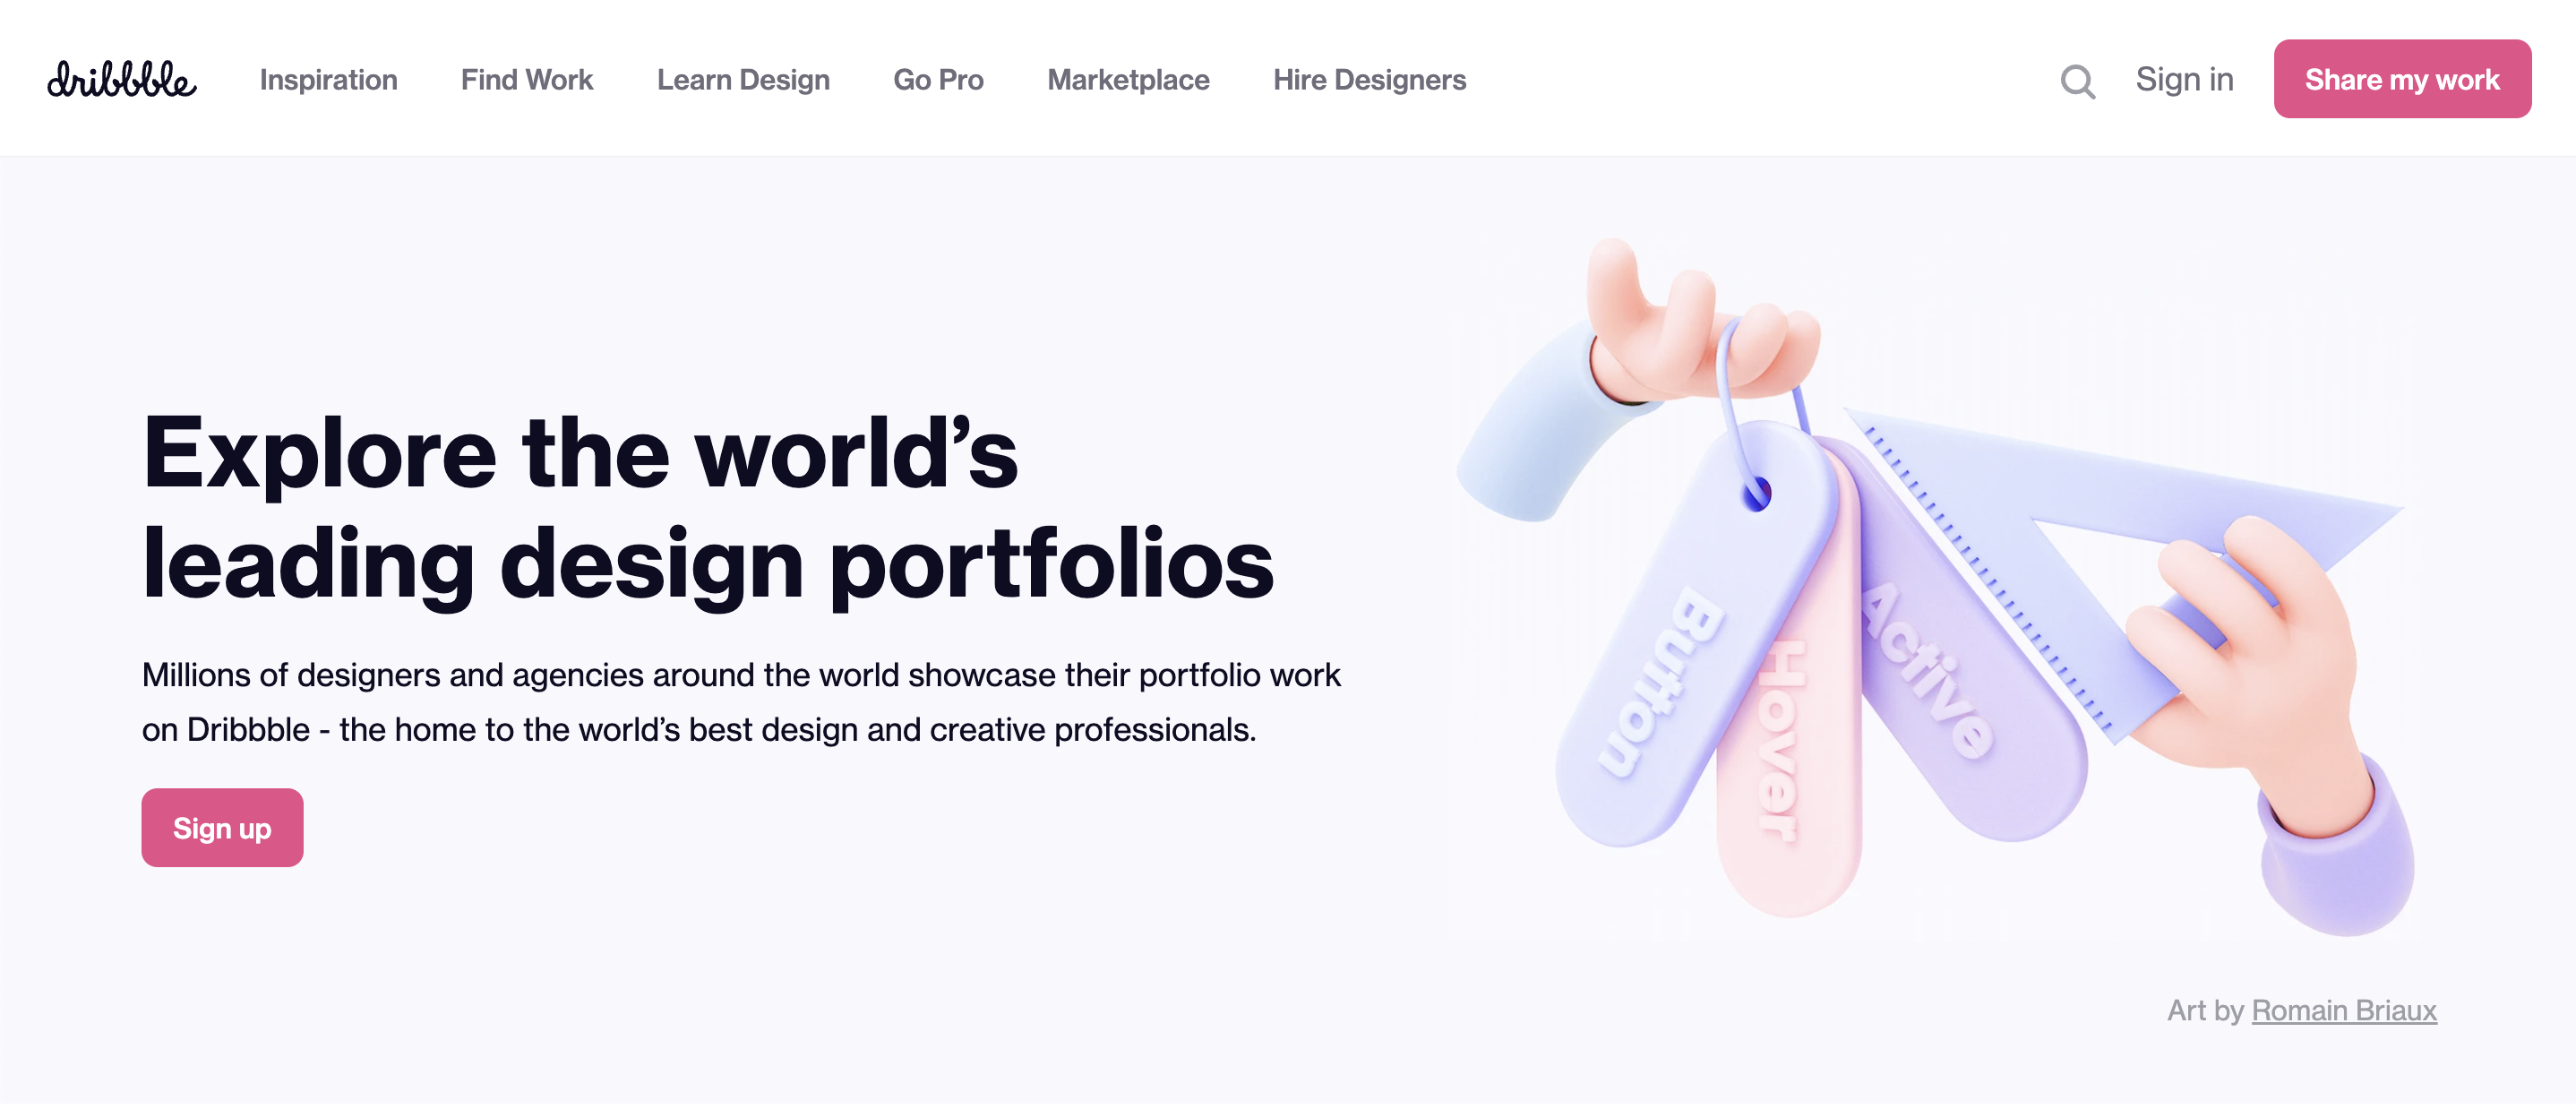 dribbble
Inspiration
Find Work
Learn Design
Go Pro
Marketplace
Hire Designers
Sign in
Share my work
Explore the world’s
leading design portfolios
Millions of designers and agencies around the world showcase their portfolio work
on Dribbble - the home to the world’s best design and creative professionals.
Sign up
Button
Hover
Active
Art by Romain Briaux